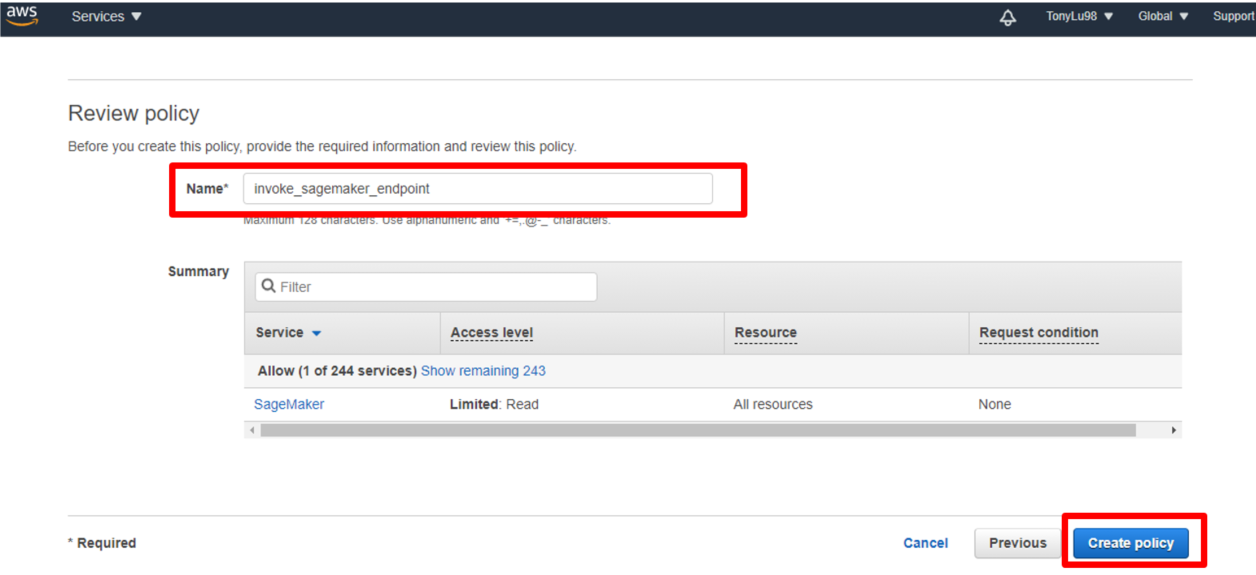 aws Services ▼ TonyLu98 ▼ Global ▼ Support
Review policy
Before you create this policy, provide the required information and review this policy.
Name* invoke_sagemaker_endpoint
Maximum 128 characters. Use alphanumeric and '+=,.@-_' characters.
Summary
Filter
Service Access level Resource Request condition
Allow (1 of 244 services) Show remaining 243
SageMaker Limited: Read All resources None
* Required Cancel Previous Create policy